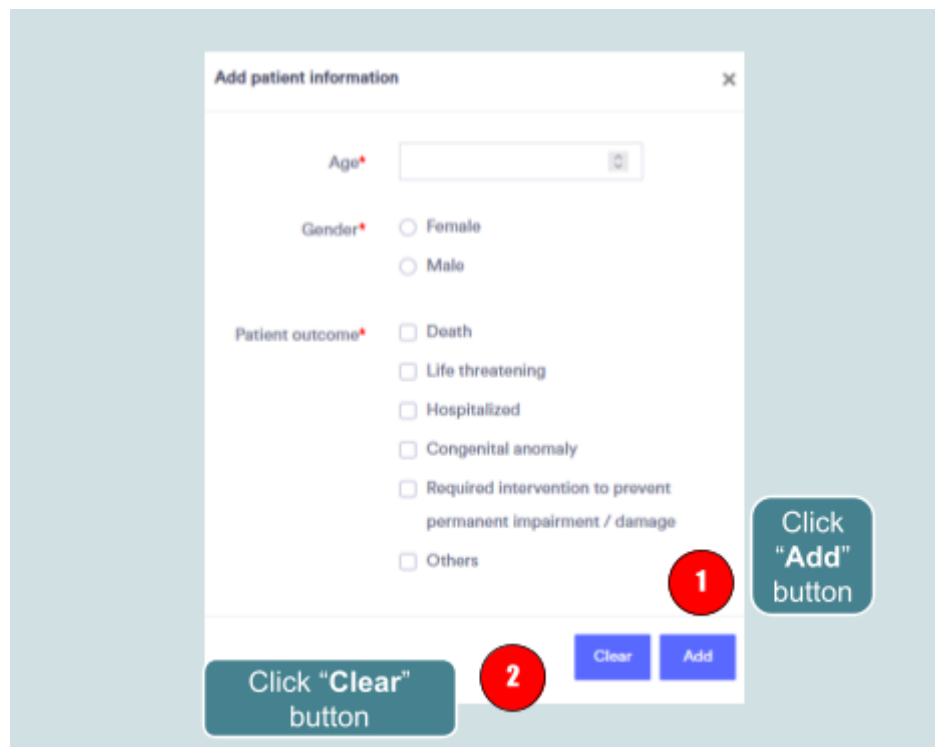 Add patient information ×
Age*
Gender* Female
Male
Patient outcome* Death
Life threatening
Hospitalized
Congenital anomaly
Required intervention to prevent
permanent impairment / damage
Others
1
Click
“Add”
button
Clear Add
2
Click “Clear”
button